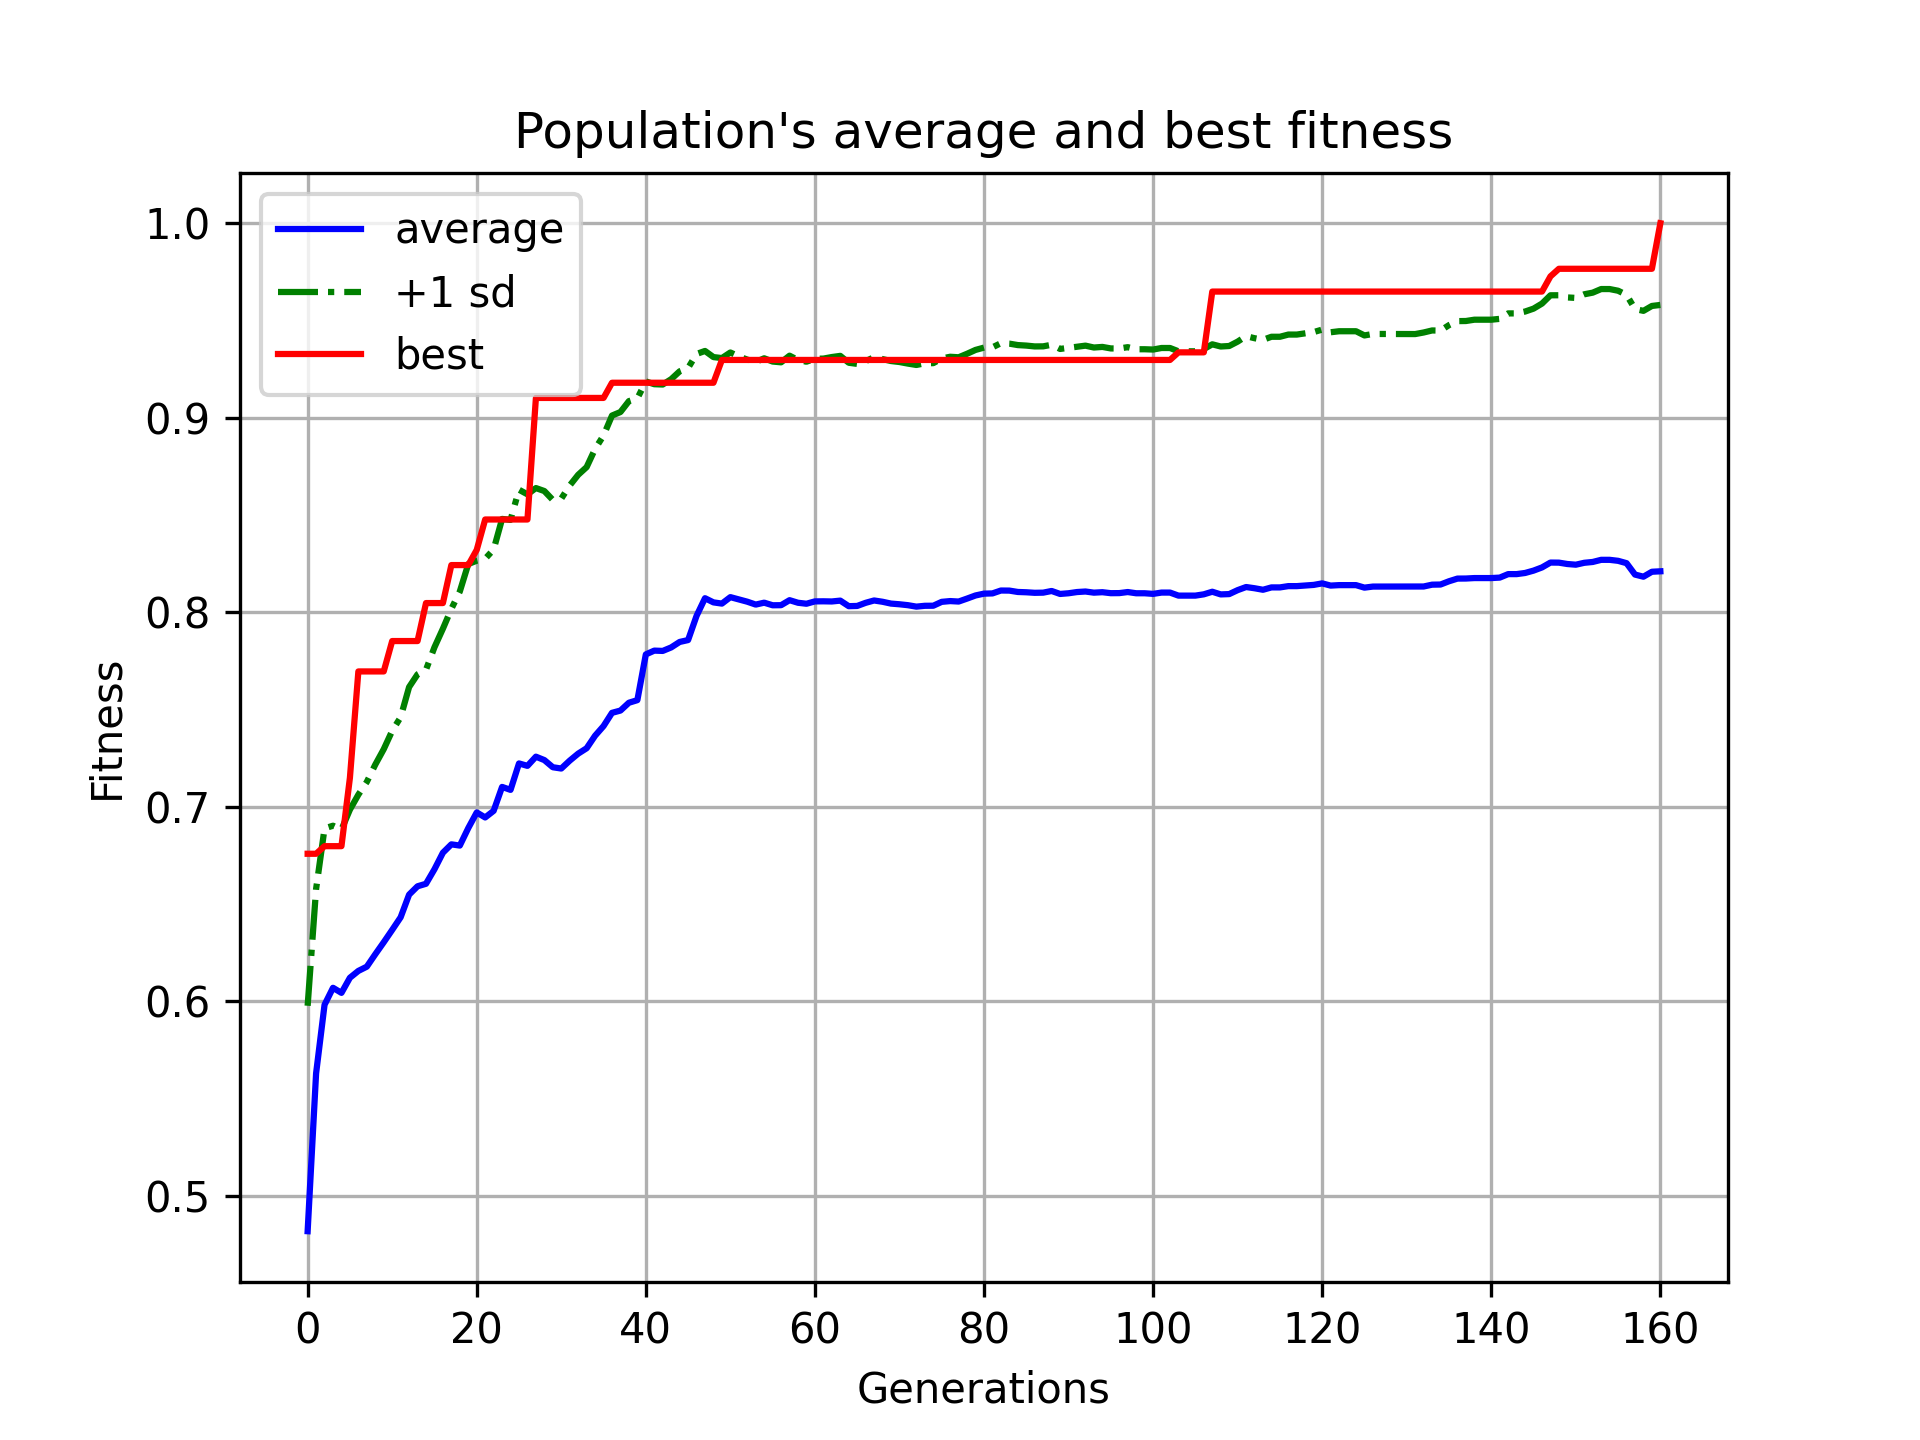 Population's average and best fitness
average
+1 sd
best
1.0
0.9
0.8
0.7
0.6
0.5
Fitness
0 20 40 60 80 100 120 140 160
Generations